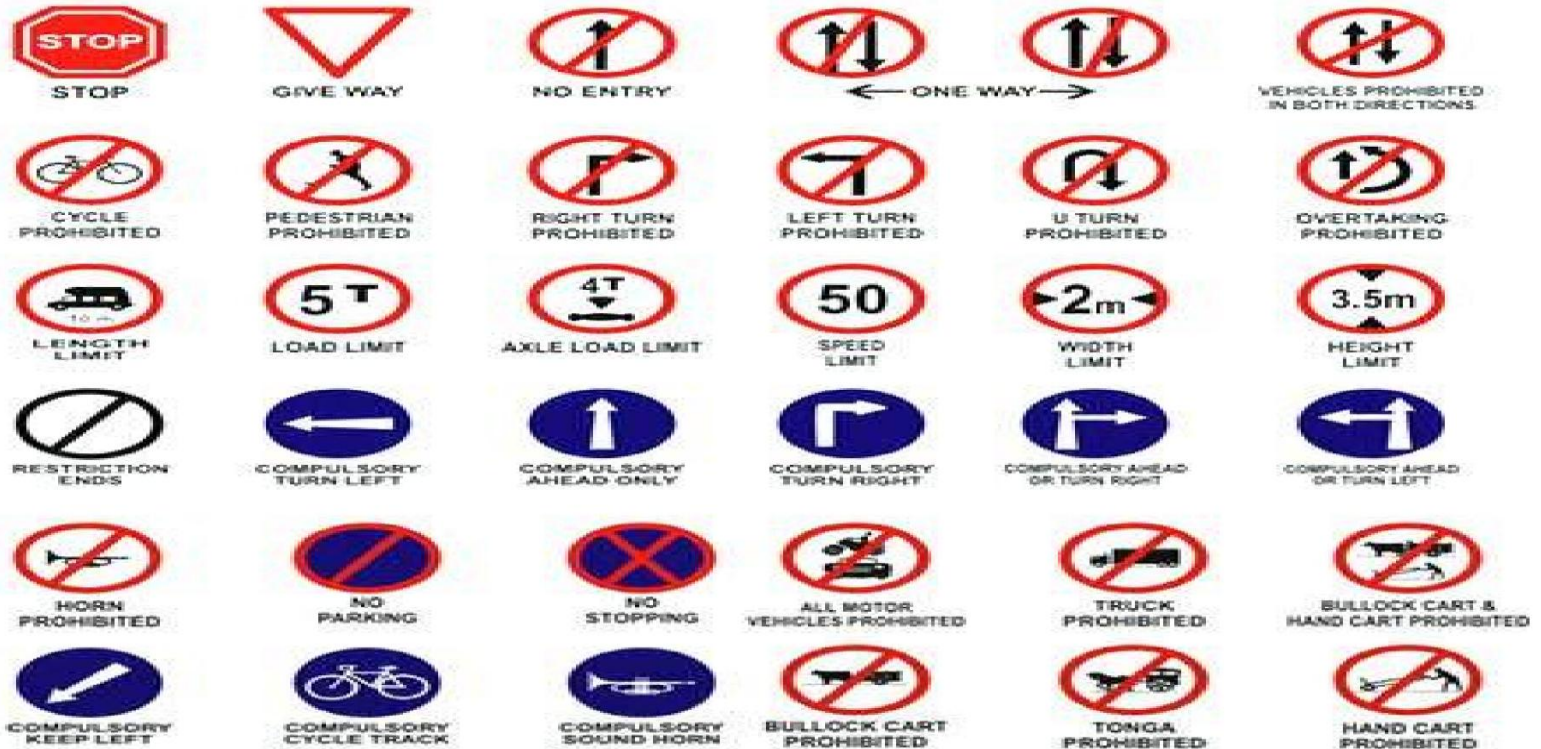 STOP
STOP
GIVE WAY
NO ENTRY
ONE WAY
VEHICLES PROHIBITED
IN BOTH DIRECTIONS
CYCLE
PROHIBITED
PEDESTRIAN
PROHIBITED
RIGHT TURN
PROHIBITED
LEFT TURN
PROHIBITED
U TURN
PROHIBITED
OVERTAKING
PROHIBITED
10 m
LENGTH
LIMIT
5 T
LOAD LIMIT
4T
AXLE LOAD LIMIT
50
SPEED
LIMIT
2m
WIDTH
LIMIT
3.5m
HEIGHT
LIMIT
RESTRICTION
ENDS
COMPULSORY
TURN LEFT
COMPULSORY
AHEAD ONLY
COMPULSORY
TURN RIGHT
COMPULSORY AHEAD
OR TURN RIGHT
COMPULSORY AHEAD
OR TURN LEFT
HORN
PROHIBITED
NO
PARKING
NO
STOPPING
ALL MOTOR
VEHICLES PROHIBITED
TRUCK
PROHIBITED
BULLOCK CART &
HAND CART PROHIBITED
COMPULSORY
KEEP LEFT
COMPULSORY
CYCLE TRACK
COMPULSORY
SOUND HORN
BULLOCK CART
PROHIBITED
TONGA
PROHIBITED
HAND CART
PROHIBITED